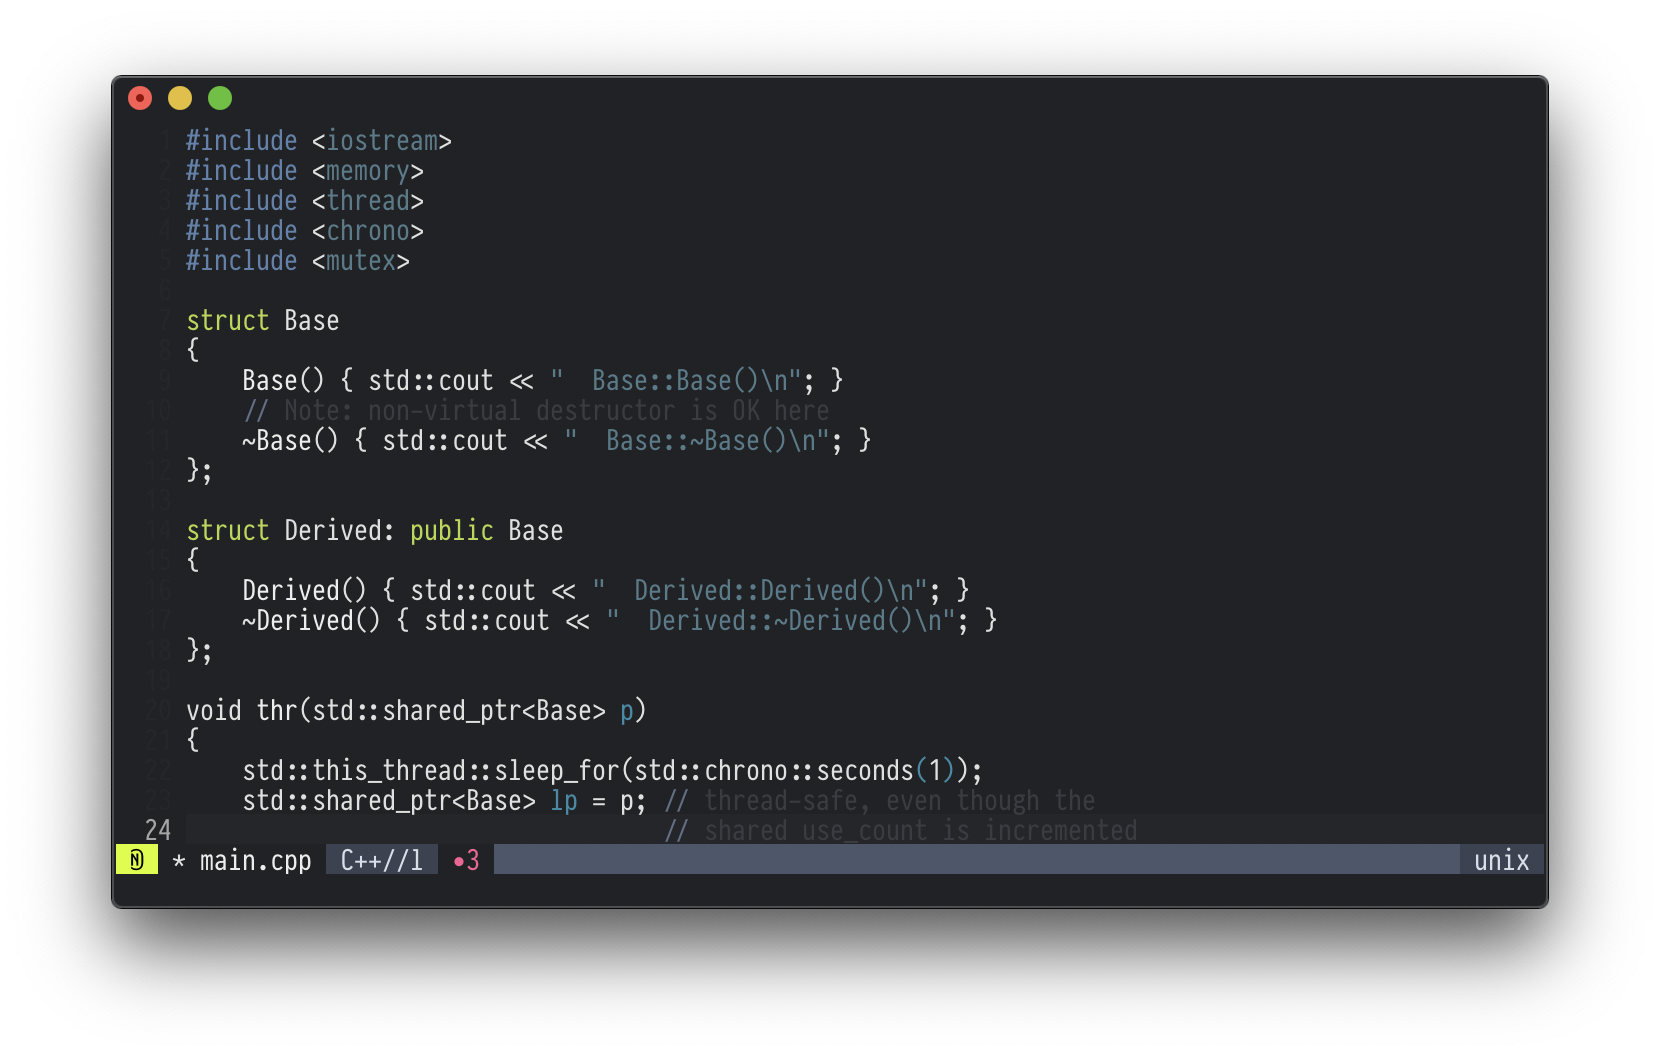 1 #include <iostream>
2 #include <memory>
3 #include <thread>
4 #include <chrono>
5 #include <mutex>
6
7 struct Base
8 {
9     Base() { std::cout << "  Base::Base()\n"; }
10     // Note: non-virtual destructor is OK here
11     ~Base() { std::cout << "  Base::~Base()\n"; }
12 };
13
14 struct Derived: public Base
15 {
16     Derived() { std::cout << "  Derived::Derived()\n"; }
17     ~Derived() { std::cout << "  Derived::~Derived()\n"; }
18 };
19
20 void thr(std::shared_ptr<Base> p)
21 {
22     std::this_thread::sleep_for(std::chrono::seconds(1));
23     std::shared_ptr<Base> lp = p; // thread-safe, even though the
24                                   // shared use_count is incremented
N * main.cpp C++//l •3 unix